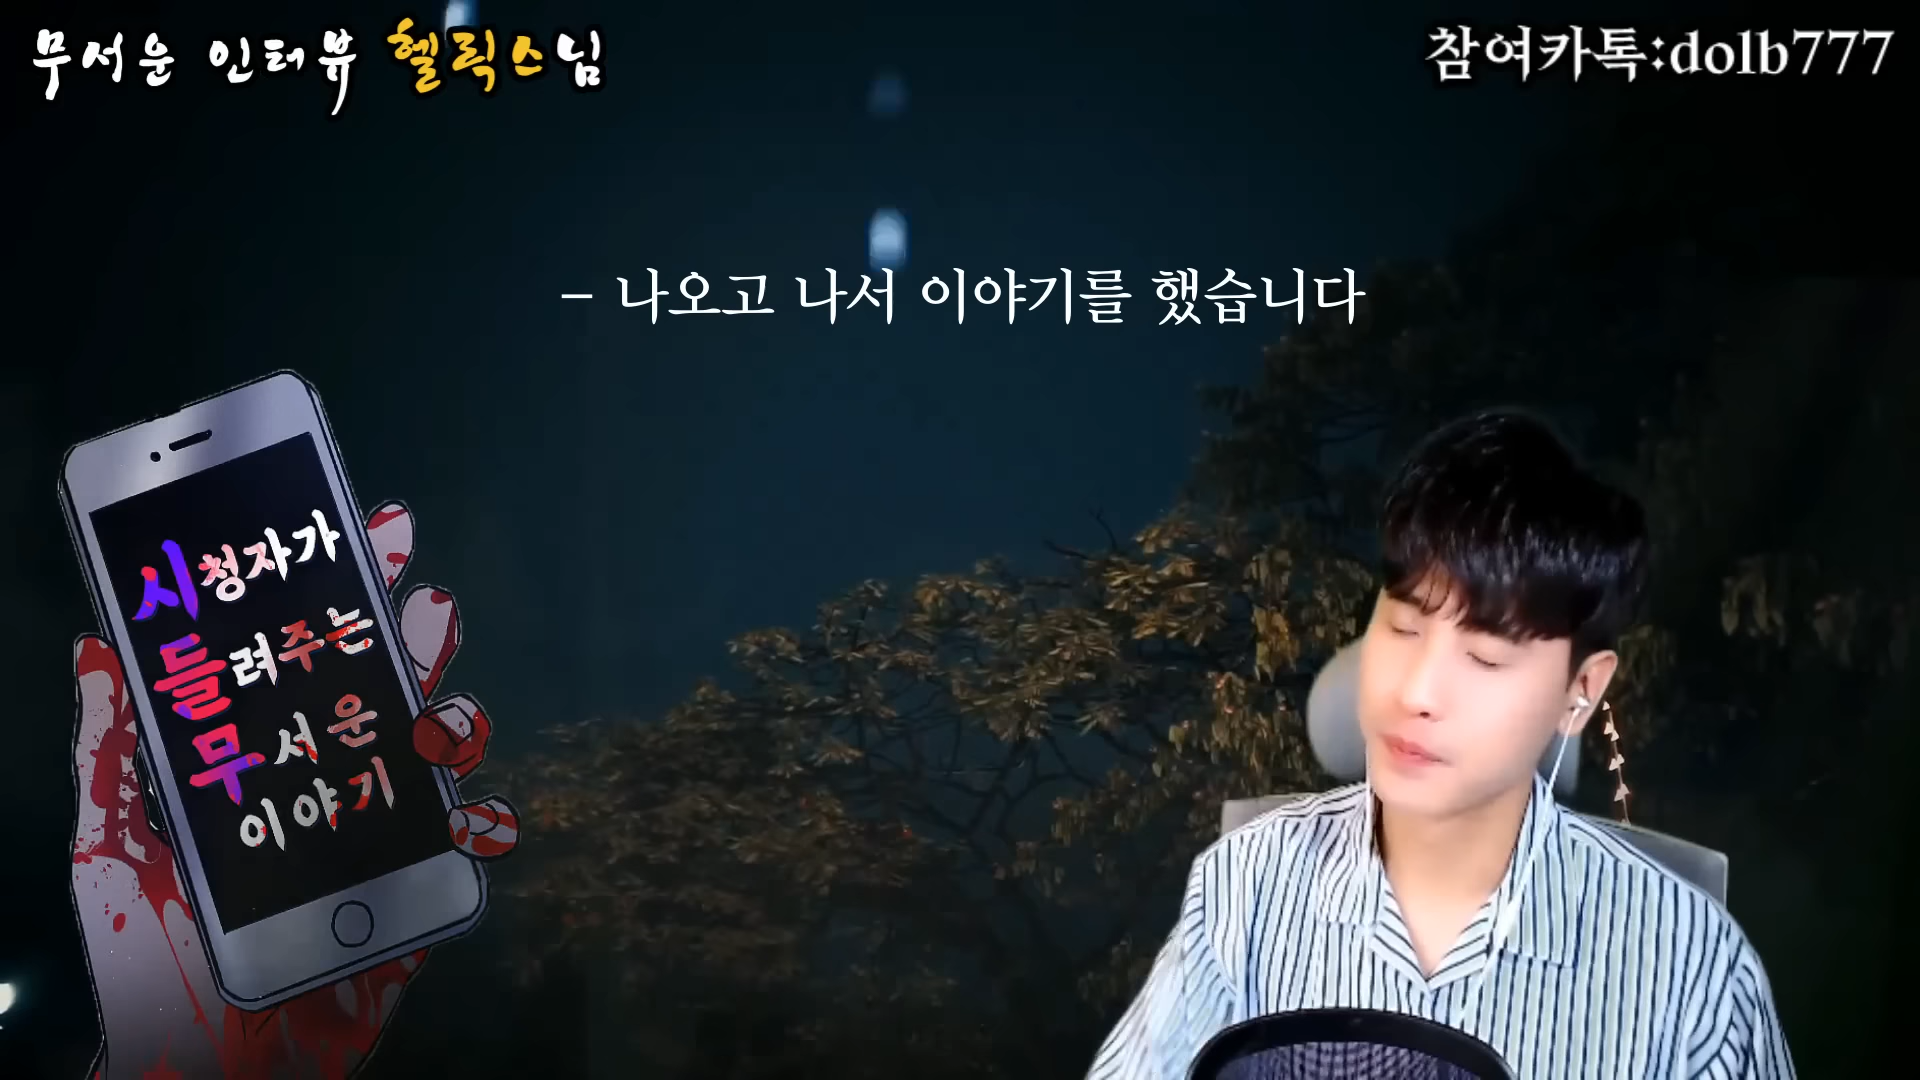 무서운 인터뷰 헬릭스님
참여카톡:dolb777
- 나오고 나서 이야기를 했습니다
시청자가
들려주는
무서운
이야기